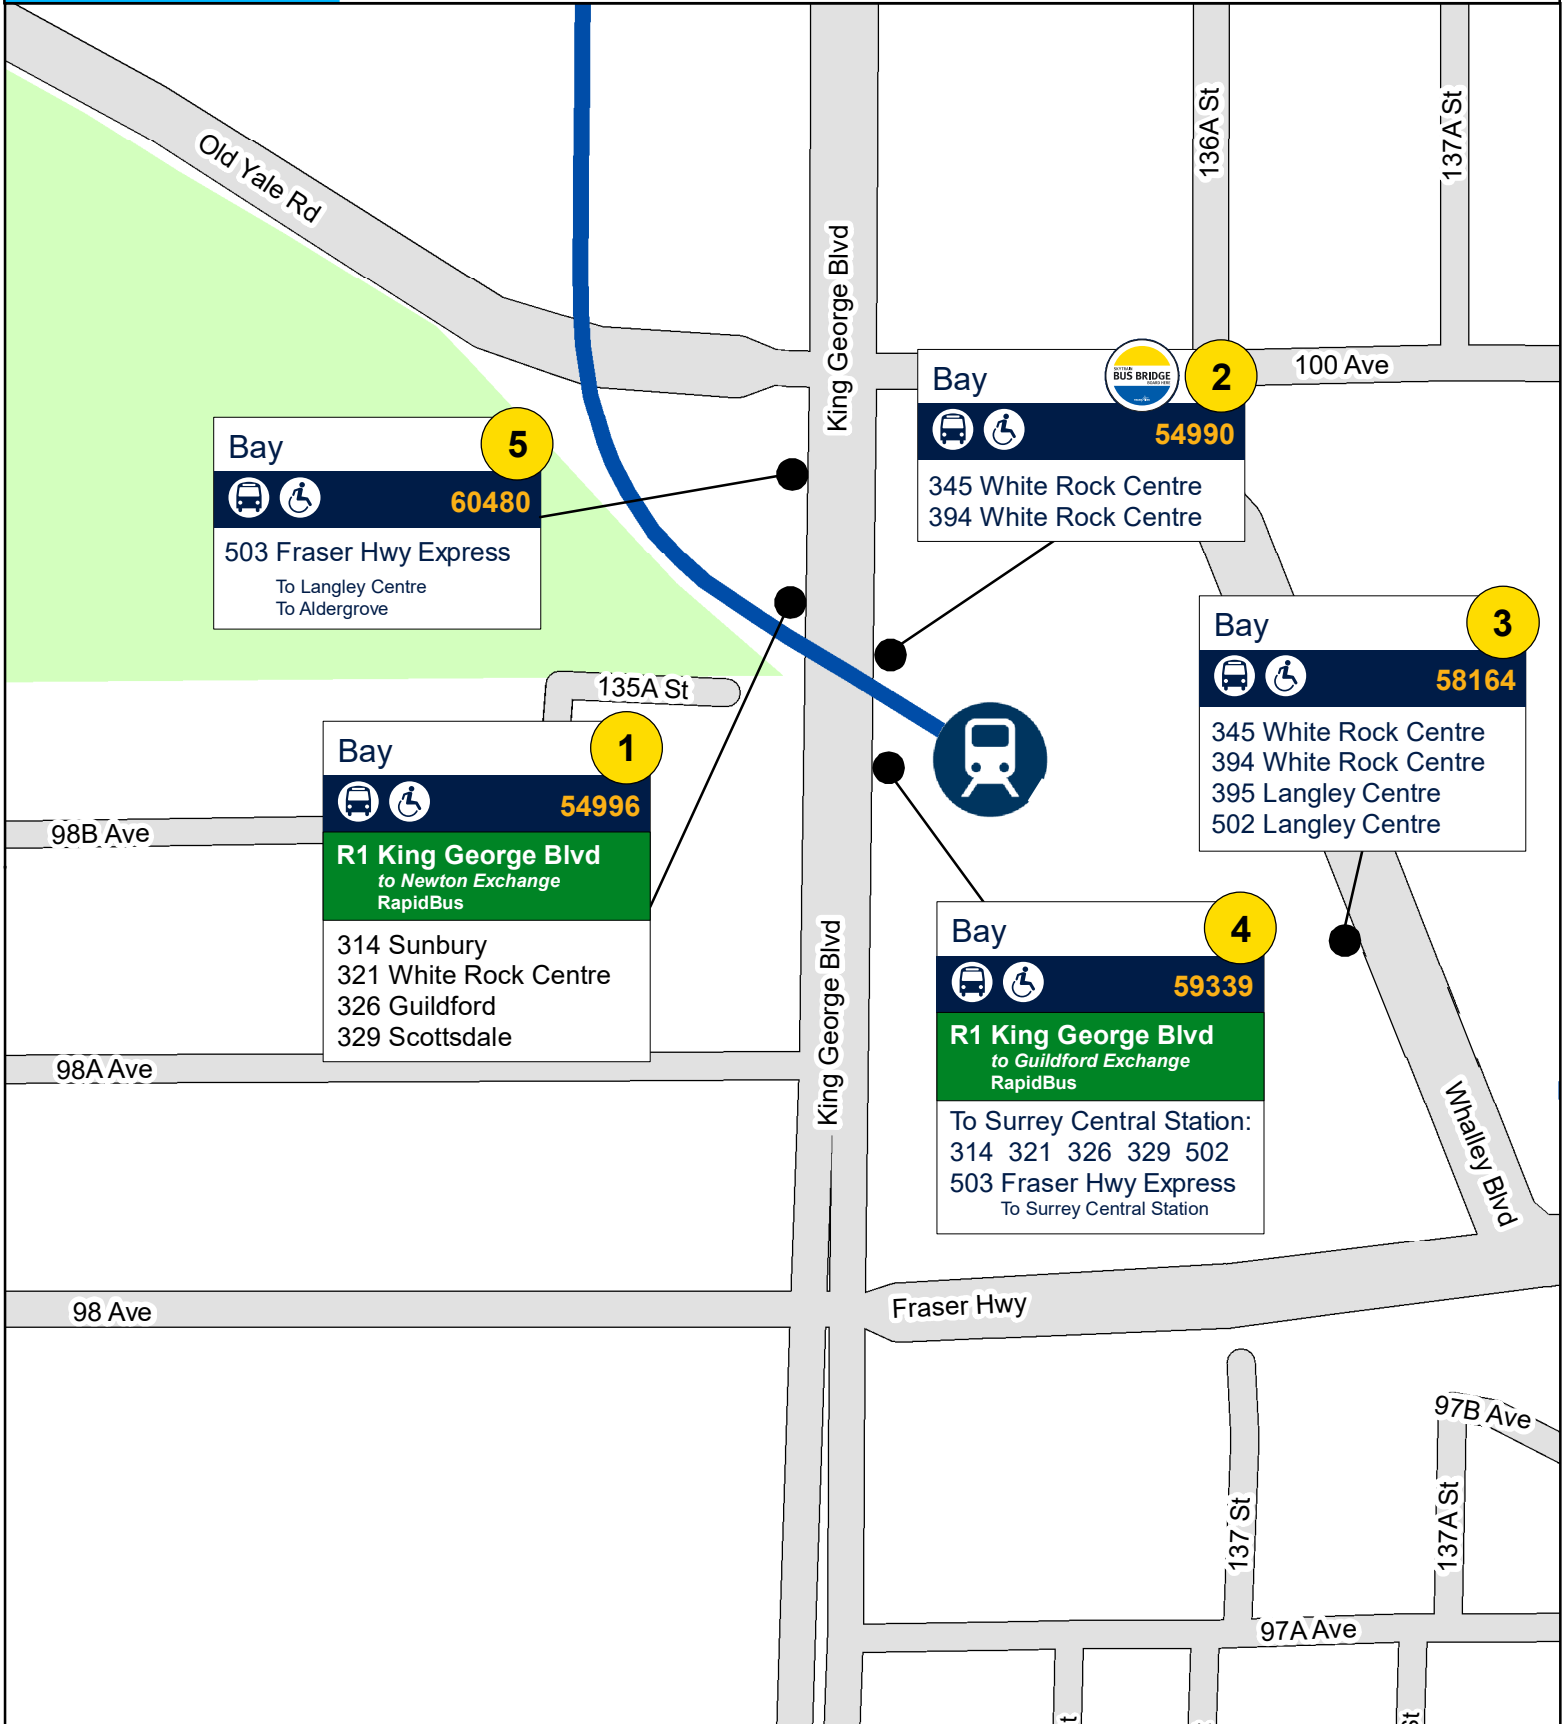 136A St
137A St
Old Yale Rd
King George Blvd
100 Ave
Bay
SKYTRAIN
BUS BRIDGE
BOARD HERE
2
54990
345 White Rock Centre
394 White Rock Centre
Bay
5
60480
503 Fraser Hwy Express
To Langley Centre
To Aldergrove
Bay
3
58164
345 White Rock Centre
394 White Rock Centre
395 Langley Centre
502 Langley Centre
135A St
Bay
1
54996
R1 King George Blvd
to Newton Exchange
RapidBus
314 Sunbury
321 White Rock Centre
326 Guildford
329 Scottsdale
98B Ave
Bay
4
59339
R1 King George Blvd
to Guildford Exchange
RapidBus
To Surrey Central Station:
314 321 326 329 502
503 Fraser Hwy Express
To Surrey Central Station
King George Blvd
98A Ave
Whalley Blvd
98 Ave
Fraser Hwy
97B Ave
137 St
137A St
97A Ave
St